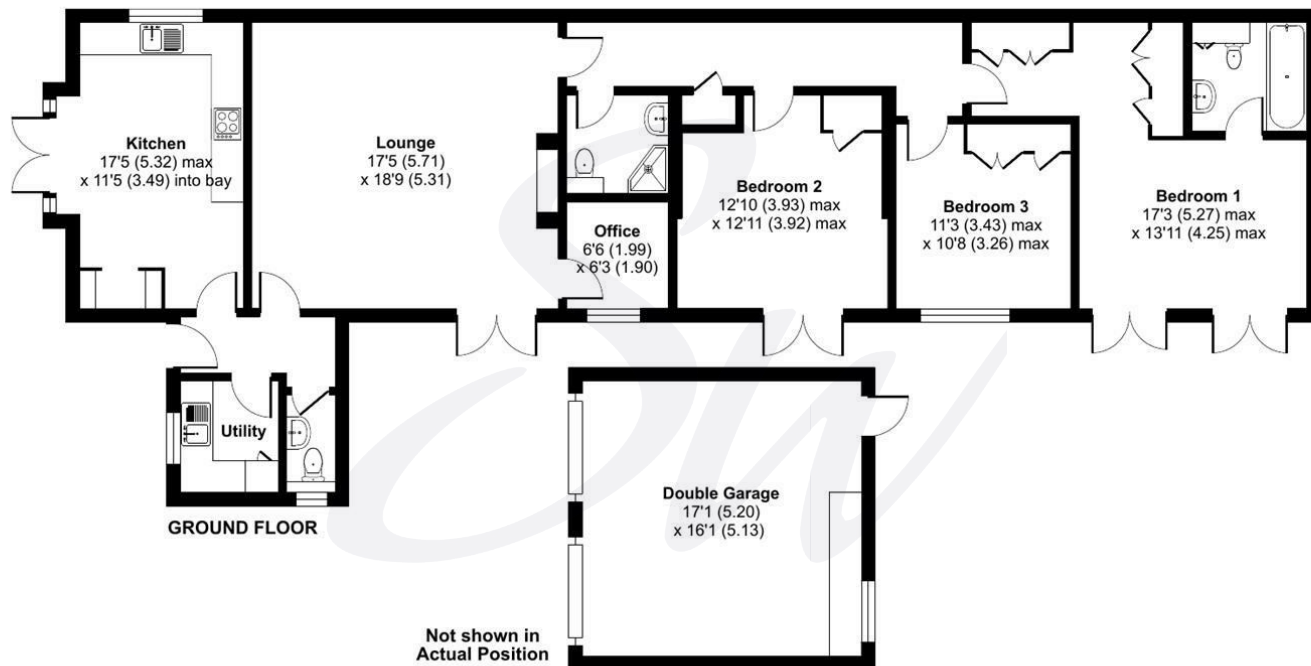 Kitchen
17'5 (5.32) max
x 11'5 (3.49) into bay
Lounge
17'5 (5.71)
x 18'9 (5.31)
Office
6'6 (1.99)
x 6'3 (1.90)
Bedroom 2
12'10 (3.93) max
x 12'11 (3.92) max
Bedroom 3
11'3 (3.43) max
x 10'8 (3.26) max
Bedroom 1
17'3 (5.27) max
x 13'11 (4.25) max
Utility
GROUND FLOOR
Double Garage
17'1 (5.20)
x 16'1 (5.13)
Not shown in
Actual Position